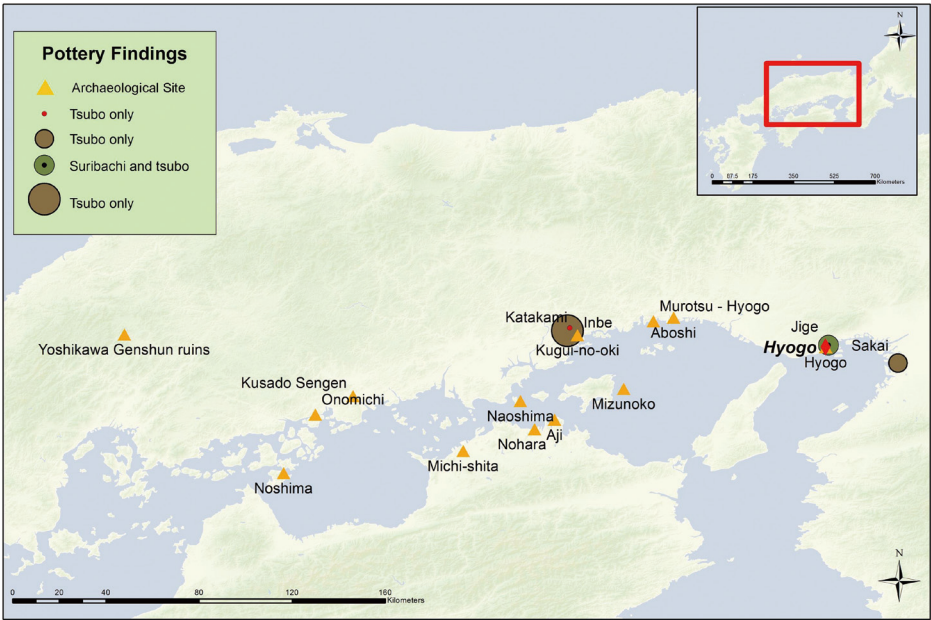 Pottery Findings
Archaeological Site
Tsubo only
Tsubo only
Suribachi and tsubo
Tsubo only
N
0 87.5 175 350 525 700
Kilometers
Katakami
Inbe
Kugui-no-oki
Murotsu - Hyogo
Aboshi
Jige
Hyogo
Hyogo
Sakai
Yoshikawa Genshun ruins
Kusado Sengen
Onomichi
Naoshima
Mizunoko
Nohara
Aji
Michi-shita
Noshima
N
0 20 40 80 120 160
Kilometers